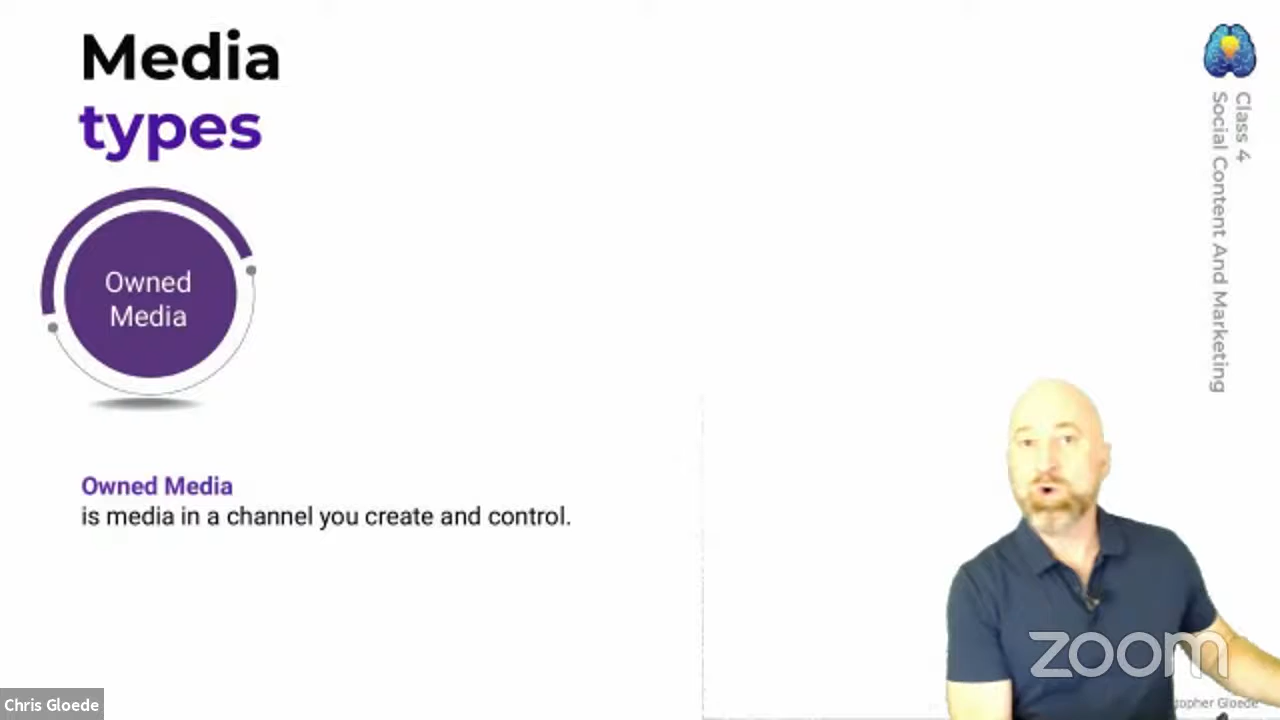 Media
types
Owned
Media
Owned Media
is media in a channel you create and control.
Class 4
Social Content And Marketing
zoom
Gloede
Chris Gloede